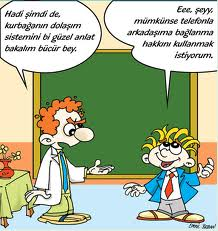 Hadi şimdi de,
kurbağanın dolaşım
sistemini bi güzel anlat
bakalım bücür bey.
Eee, şeyy,
mümkünse telefonla
arkadaşıma bağlanma
hakkını kullanmak
istiyorum.